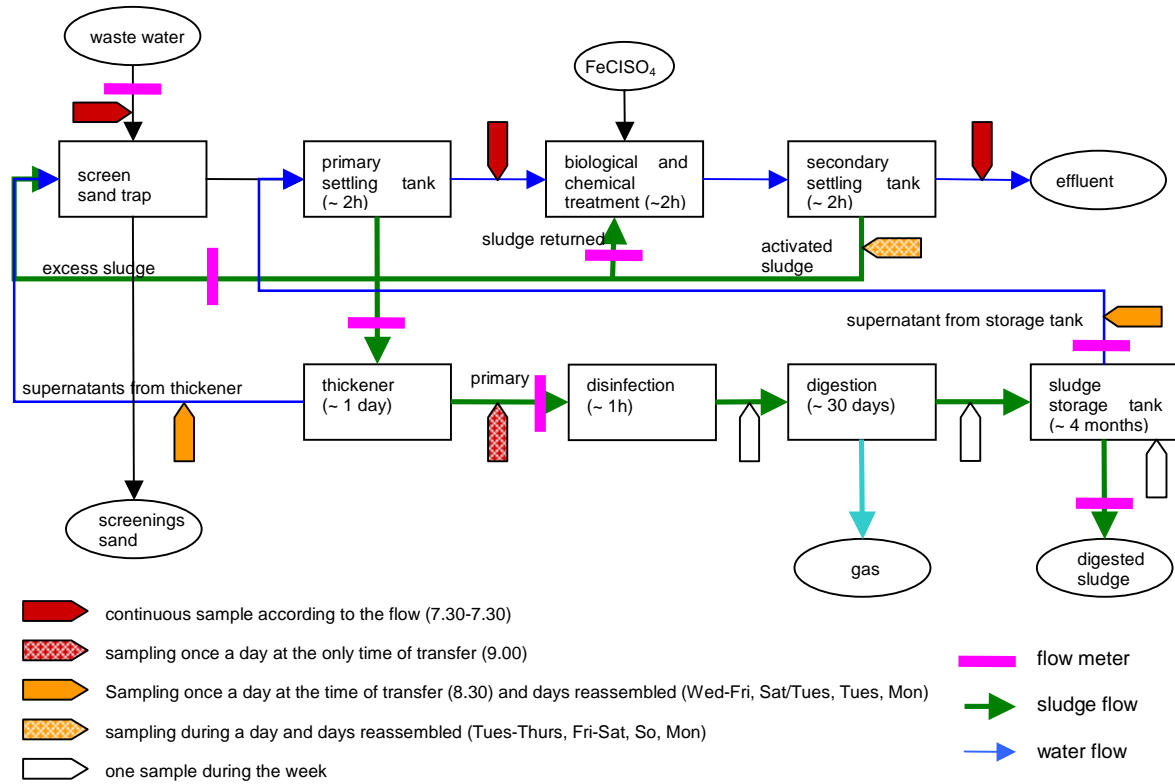 waste water
FeClSO4
screen
sand trap
primary
settling tank
(~ 2h)
biological and
chemical
treatment (~2h)
secondary
settling tank
(~ 2h)
effluent
sludge returned
activated
sludge
excess sludge
supernatant from storage tank
supernatants from thickener
thickener
(~ 1 day)
primary
disinfection
(~ 1h)
digestion
(~ 30 days)
sludge
storage tank
(~ 4 months)
screenings
sand
gas
digested
sludge
continuous sample according to the flow (7.30-7.30)
sampling once a day at the only time of transfer (9.00)
Sampling once a day at the time of transfer (8.30) and days reassembled (Wed-Fri, Sat/Tues, Tues, Mon)
sampling during a day and days reassembled (Tues-Thurs, Fri-Sat, So, Mon)
one sample during the week
flow meter
sludge flow
water flow